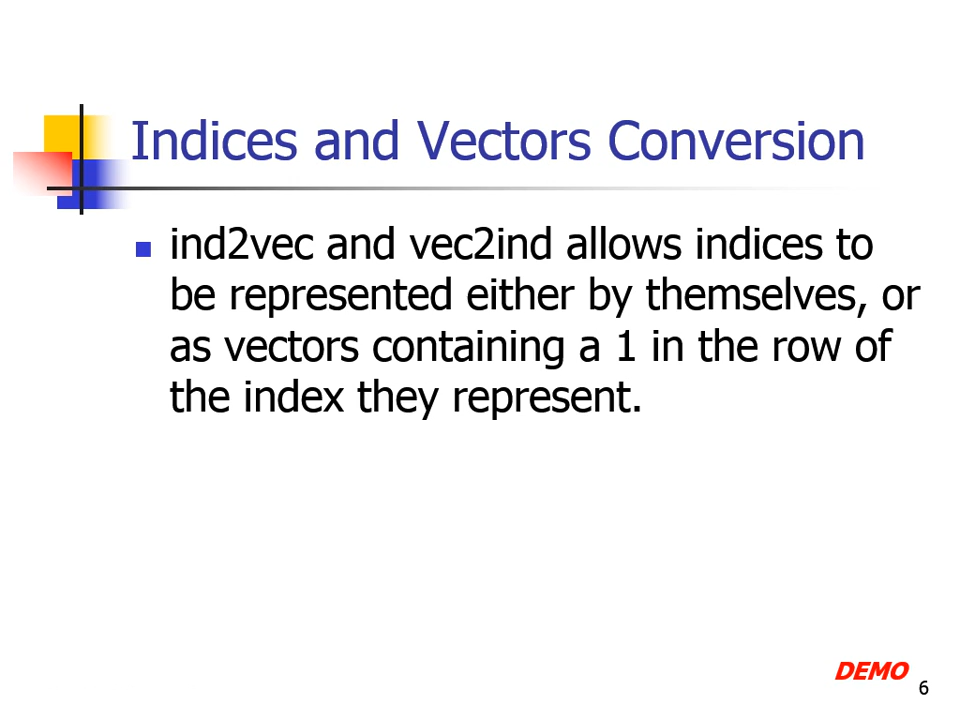 Indices and Vectors Conversion
ind2vec and vec2ind allows indices to
be represented either by themselves, or
as vectors containing a 1 in the row of
the index they represent.
DEMO
6